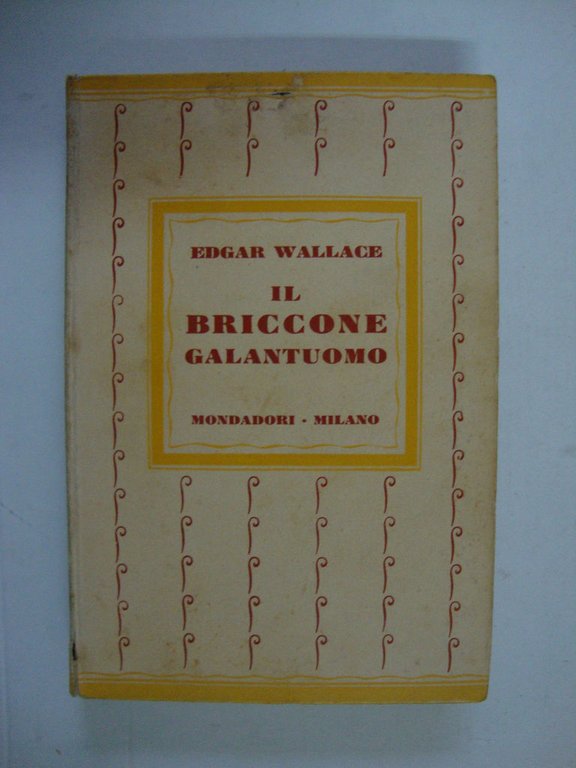 EDGAR WALLACE
IL
BRICCONE
GALANTUOMO
MONDADORI • MILANO